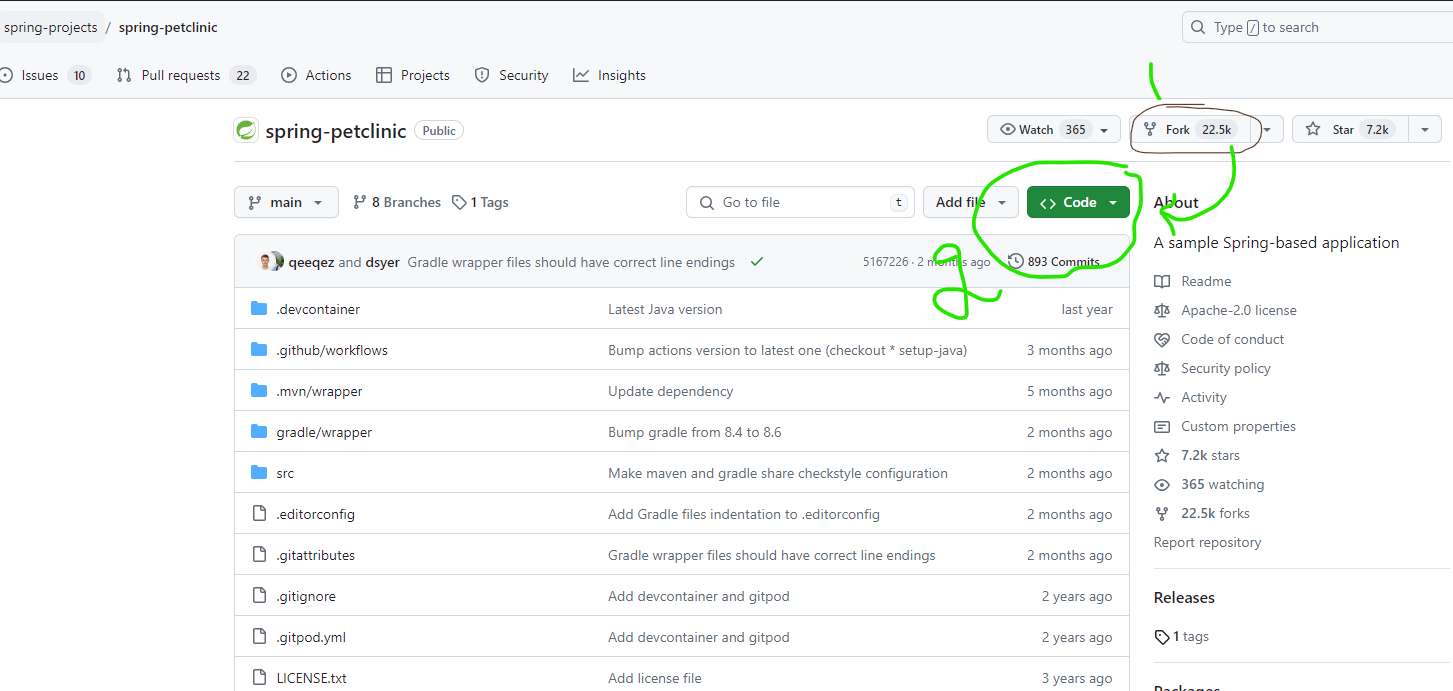 spring-projects / spring-petclinic
Type / to search
Issues 10 Pull requests 22 Actions Projects Security Insights
1
spring-petclinic Public
Watch 365 Fork 22.5k Star 7.2k
main 8 Branches 1 Tags Go to file t Add file <> Code
About
A sample Spring-based application
qeeqez and dsyer Gradle wrapper files should have correct line endings 5167226 · 2 months ago 893 Commits
2
.devcontainer Latest Java version last year
.github/workflows Bump actions version to latest one (checkout * setup-java) 3 months ago
.mvn/wrapper Update dependency 5 months ago
gradle/wrapper Bump gradle from 8.4 to 8.6 2 months ago
src Make maven and gradle share checkstyle configuration 2 months ago
.editorconfig Add Gradle files indentation to .editorconfig 2 months ago
.gitattributes Gradle wrapper files should have correct line endings 2 months ago
.gitignore Add devcontainer and gitpod 2 years ago
.gitpod.yml Add devcontainer and gitpod 2 years ago
LICENSE.txt Add license file 3 years ago
Readme
Apache-2.0 license
Code of conduct
Security policy
Activity
Custom properties
7.2k stars
365 watching
22.5k forks
Report repository
Releases
1 tags
Packages